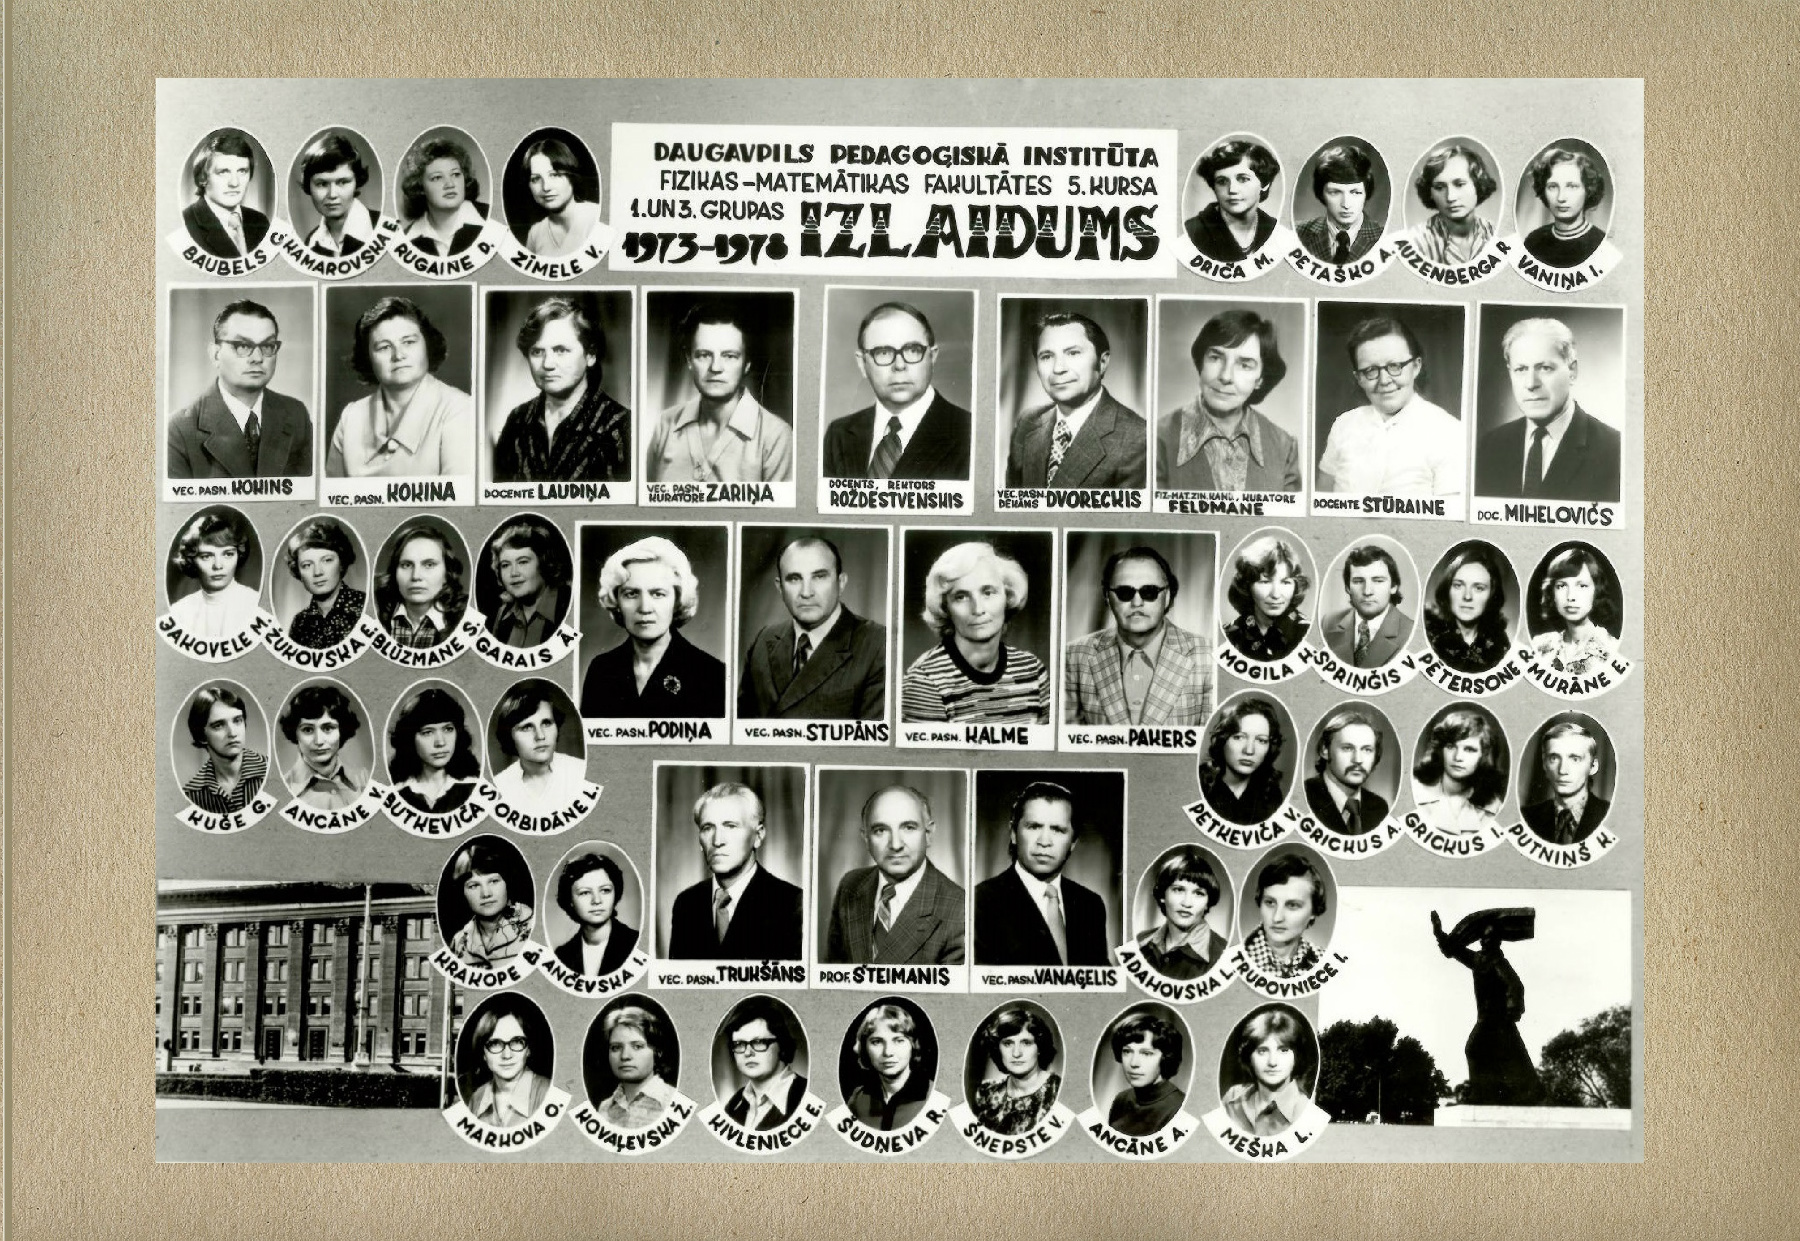 DAUGAVPILS PEDAGOĢISKĀ INSTITŪTA
FIZIKAS-MATEMĀTIKAS FAKULTĀTES 5. KURSA
1. UN 3. GRUPAS IZLAIDUMS
1973-1978
BAUBELS G.
KAMAROVSKA E.
RUGAINE D.
ZĪMELE V.
DRIČA M.
PETAŠKO A.
AUZENBERGA R.
VANIŅA I.
VEC. PASN. KOKINS
VEC. PASN. KOKINA
DOCENTE LAUDIŅA
VEC. PASN.
KURATORE ZARIŅA
DOCENTS, REKTORS
ROŽDESTVENSKIS
VEC. PASN.
DEKĀNS DVORECKIS
FIZ-MAT. ZIN. KAND., KURATORE
FELDMANE
DOCENTE STŪRAINE
DOC. MIHELOVIČS
JAKOVELE M.
ŽUKOVSKA E.
BLŪZMANE S.
GARAIS Ā.
MOGILA
SPRIŅĢIS V.
PĒTERSONE R.
MURĀNE E.
VEC. PASN. PODIŅA
VEC. PASN. STUPĀNS
VEC. PASN. KALME
VEC. PASN. PAKERS
KUĢE G.
ANCĀNE V.
BUTKEVIČA S.
ORBIDĀNE L.
PETKEVIČA V.
GRICKUS A.
GRICKUS I.
PUTNIŅŠ K.
KRAKOPE
ANČEVSKA I.
VEC. PASN. TRUKŠĀNS
PROF. ŠTEIMANIS
VEC. PASN. VANAĢELIS
ADAHOVSKA L.
TRUPOVNIECE I.
MARKOVA O.
KOVAĻEVSKA Ž.
KIVLENIECE E.
ŠUDŅEVA R.
ŠŅEPSTE V.
ANCĀNE A.
MEŠKA L.